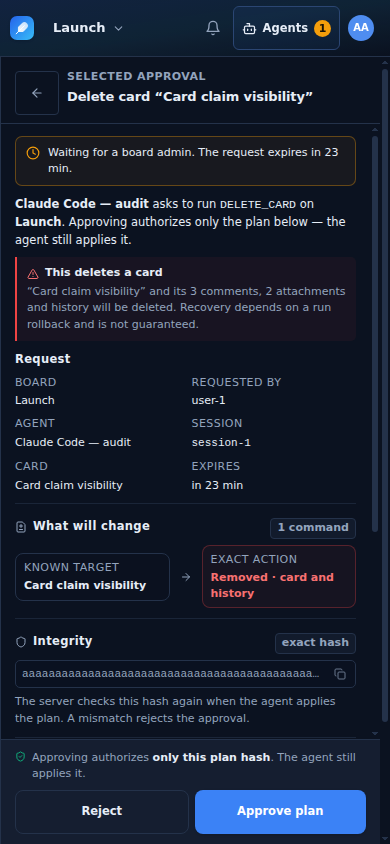 Launch
Agents 1
AA
SELECTED APPROVAL
Delete card “Card claim visibility”
Waiting for a board admin. The request expires in 23
min.
Claude Code — audit asks to run DELETE_CARD on
Launch. Approving authorizes only the plan below — the
agent still applies it.
This deletes a card
“Card claim visibility” and its 3 comments, 2 attachments
and history will be deleted. Recovery depends on a run
rollback and is not guaranteed.
Request
BOARD
Launch
REQUESTED BY
user-1
AGENT
Claude Code — audit
SESSION
session-1
CARD
Card claim visibility
EXPIRES
in 23 min
What will change
1 command
KNOWN TARGET
Card claim visibility
EXACT ACTION
Removed · card and
history
Integrity
exact hash
aaaaaaaaaaaaaaaaaaaaaaaaaaaaaaaaaaaaaaaaaa…
The server checks this hash again when the agent applies
the plan. A mismatch rejects the approval.
Approving authorizes only this plan hash. The agent still
applies it.
Reject
Approve plan